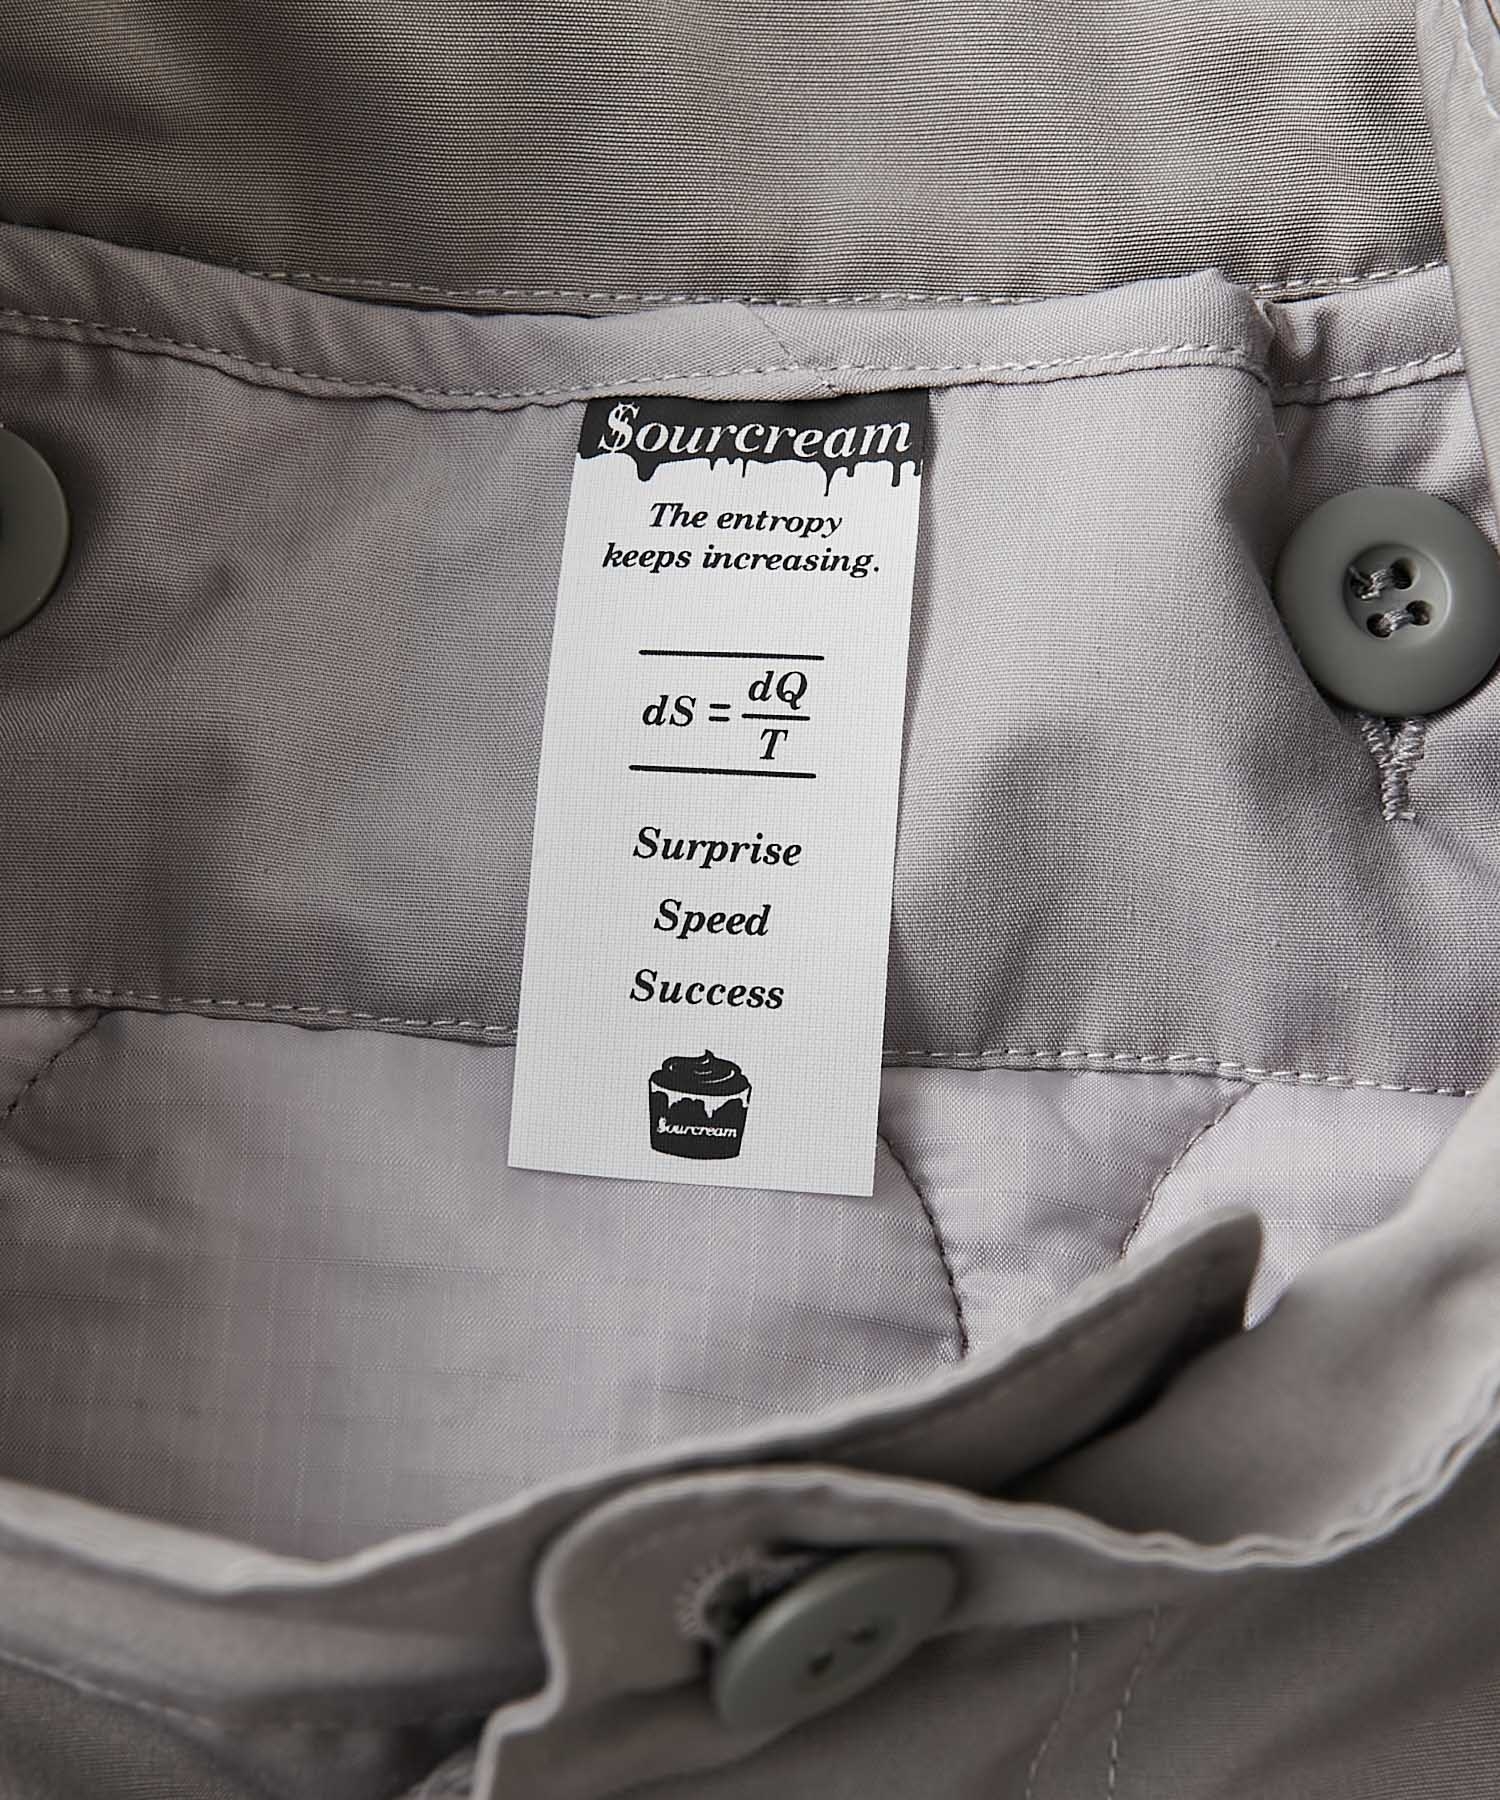 $ourcream
The entropy
keeps increasing.
dS = dQ
T
Surprise
Speed
Success
$ourcream